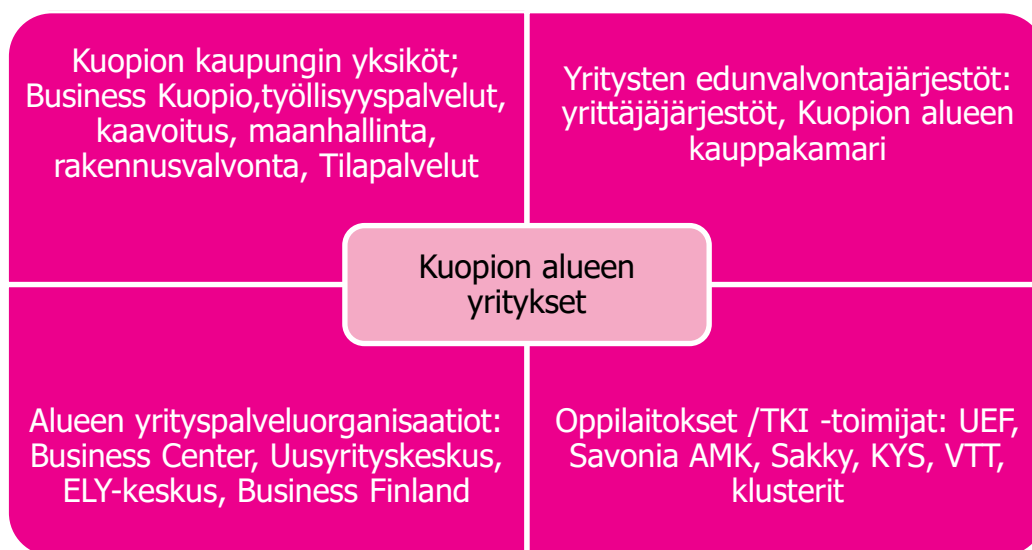 Kuopion kaupungin yksiköt;
Business Kuopio,työllisyyspalvelut,
kaavoitus, maanhallinta,
rakennusvalvonta, Tilapalvelut
Yritysten edunvalvontajärjestöt:
yrittäjäjärjestöt, Kuopion alueen
kauppakamari
Kuopion alueen
yritykset
Alueen yrityspalveluorganisaatiot:
Business Center, Uusyrityskeskus,
ELY-keskus, Business Finland
Oppilaitokset /TKI -toimijat: UEF,
Savonia AMK, Sakky, KYS, VTT,
klusterit